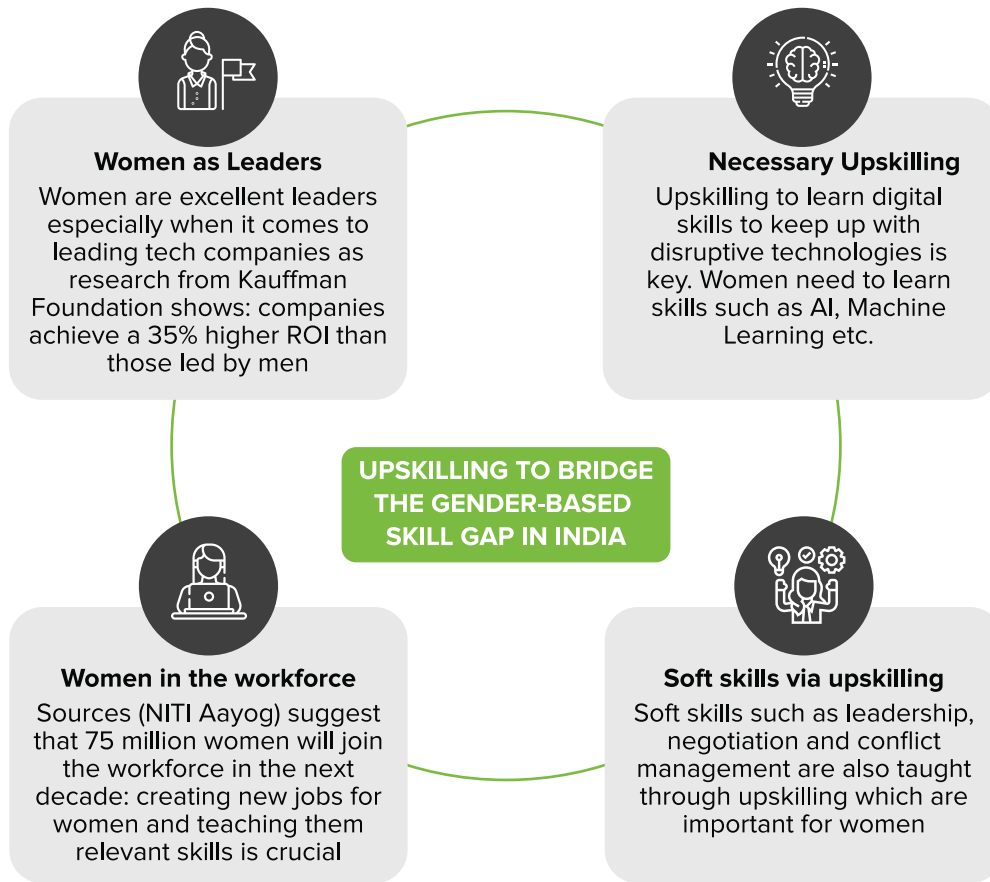 Women as Leaders
Women are excellent leaders
especially when it comes to
leading tech companies as
research from Kauffman
Foundation shows: companies
achieve a 35% higher ROI than
those led by men
Necessary Upskilling
Upskilling to learn digital
skills to keep up with
disruptive technologies is
key. Women need to learn
skills such as AI, Machine
Learning etc.
UPSKILLING TO BRIDGE
THE GENDER-BASED
SKILL GAP IN INDIA
Women in the workforce
Sources (NITI Aayog) suggest
that 75 million women will join
the workforce in the next
decade: creating new jobs for
women and teaching them
relevant skills is crucial
Soft skills via upskilling
Soft skills such as leadership,
negotiation and conflict
management are also taught
through upskilling which are
important for women